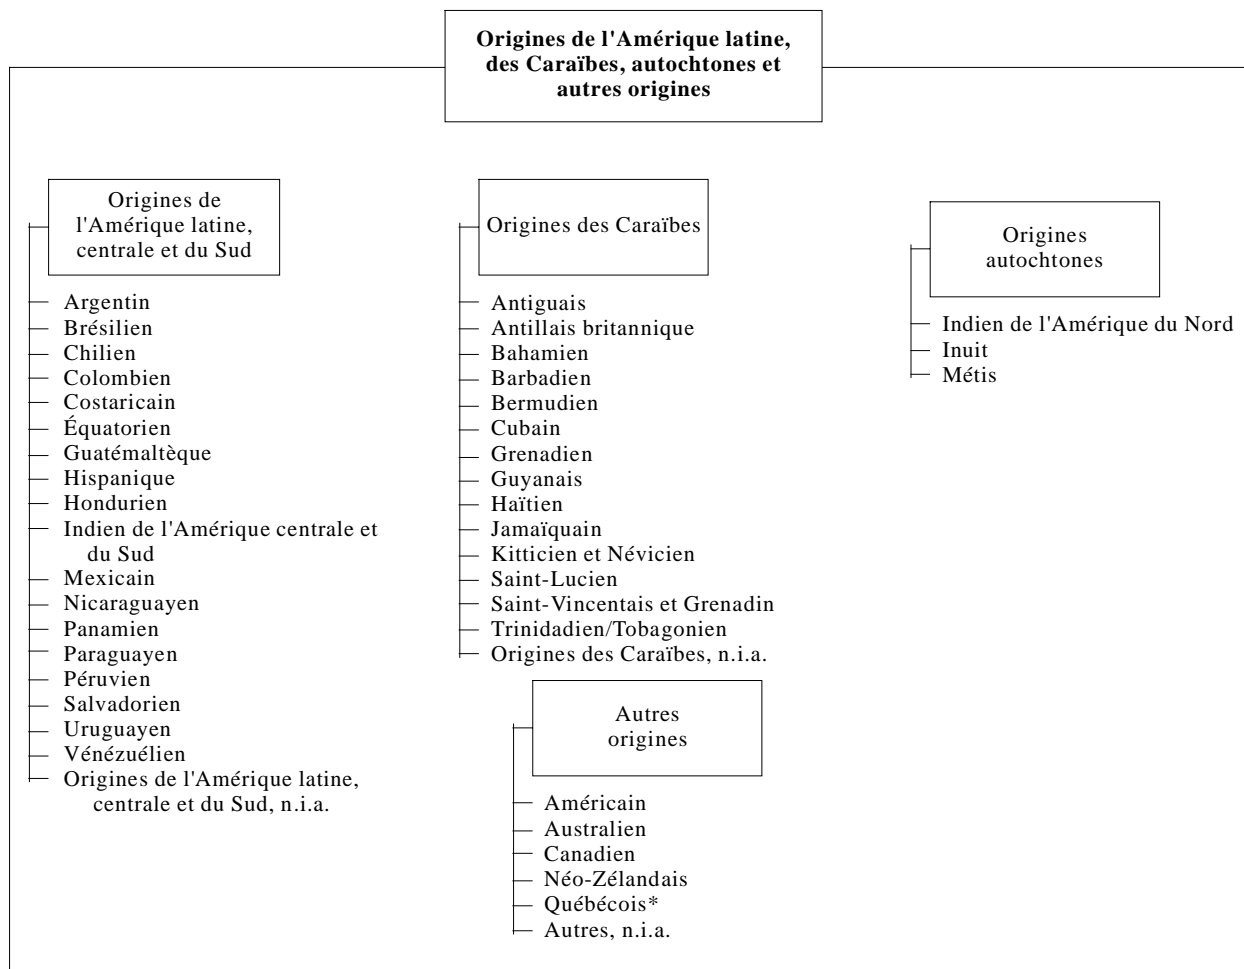 Origines de l'Amérique latine,
des Caraïbes, autochtones et
autres origines
Origines de
l'Amérique latine,
centrale et du Sud
Argentin
Brésilien
Chilien
Colombien
Costaricain
Équatorien
Guatémaltèque
Hispanique
Hondurien
Indien de l'Amérique centrale et
du Sud
Mexicain
Nicaraguayen
Panamien
Paraguayen
Péruvien
Salvadorien
Uruguayen
Vénézuélien
Origines de l'Amérique latine,
centrale et du Sud, n.i.a.
Origines des Caraïbes
Antiguais
Antillais britannique
Bahamien
Barbadien
Bermudien
Cubain
Grenadien
Guyanais
Haïtien
Jamaïquain
Kitticien et Névicien
Saint-Lucien
Saint-Vincentais et Grenadin
Trinidadien/Tobagonien
Origines des Caraïbes, n.i.a.
Autres
origines
Américain
Australien
Canadien
Néo-Zélandais
Québécois*
Autres, n.i.a.
Origines
autochtones
Indien de l'Amérique du Nord
Inuit
Métis